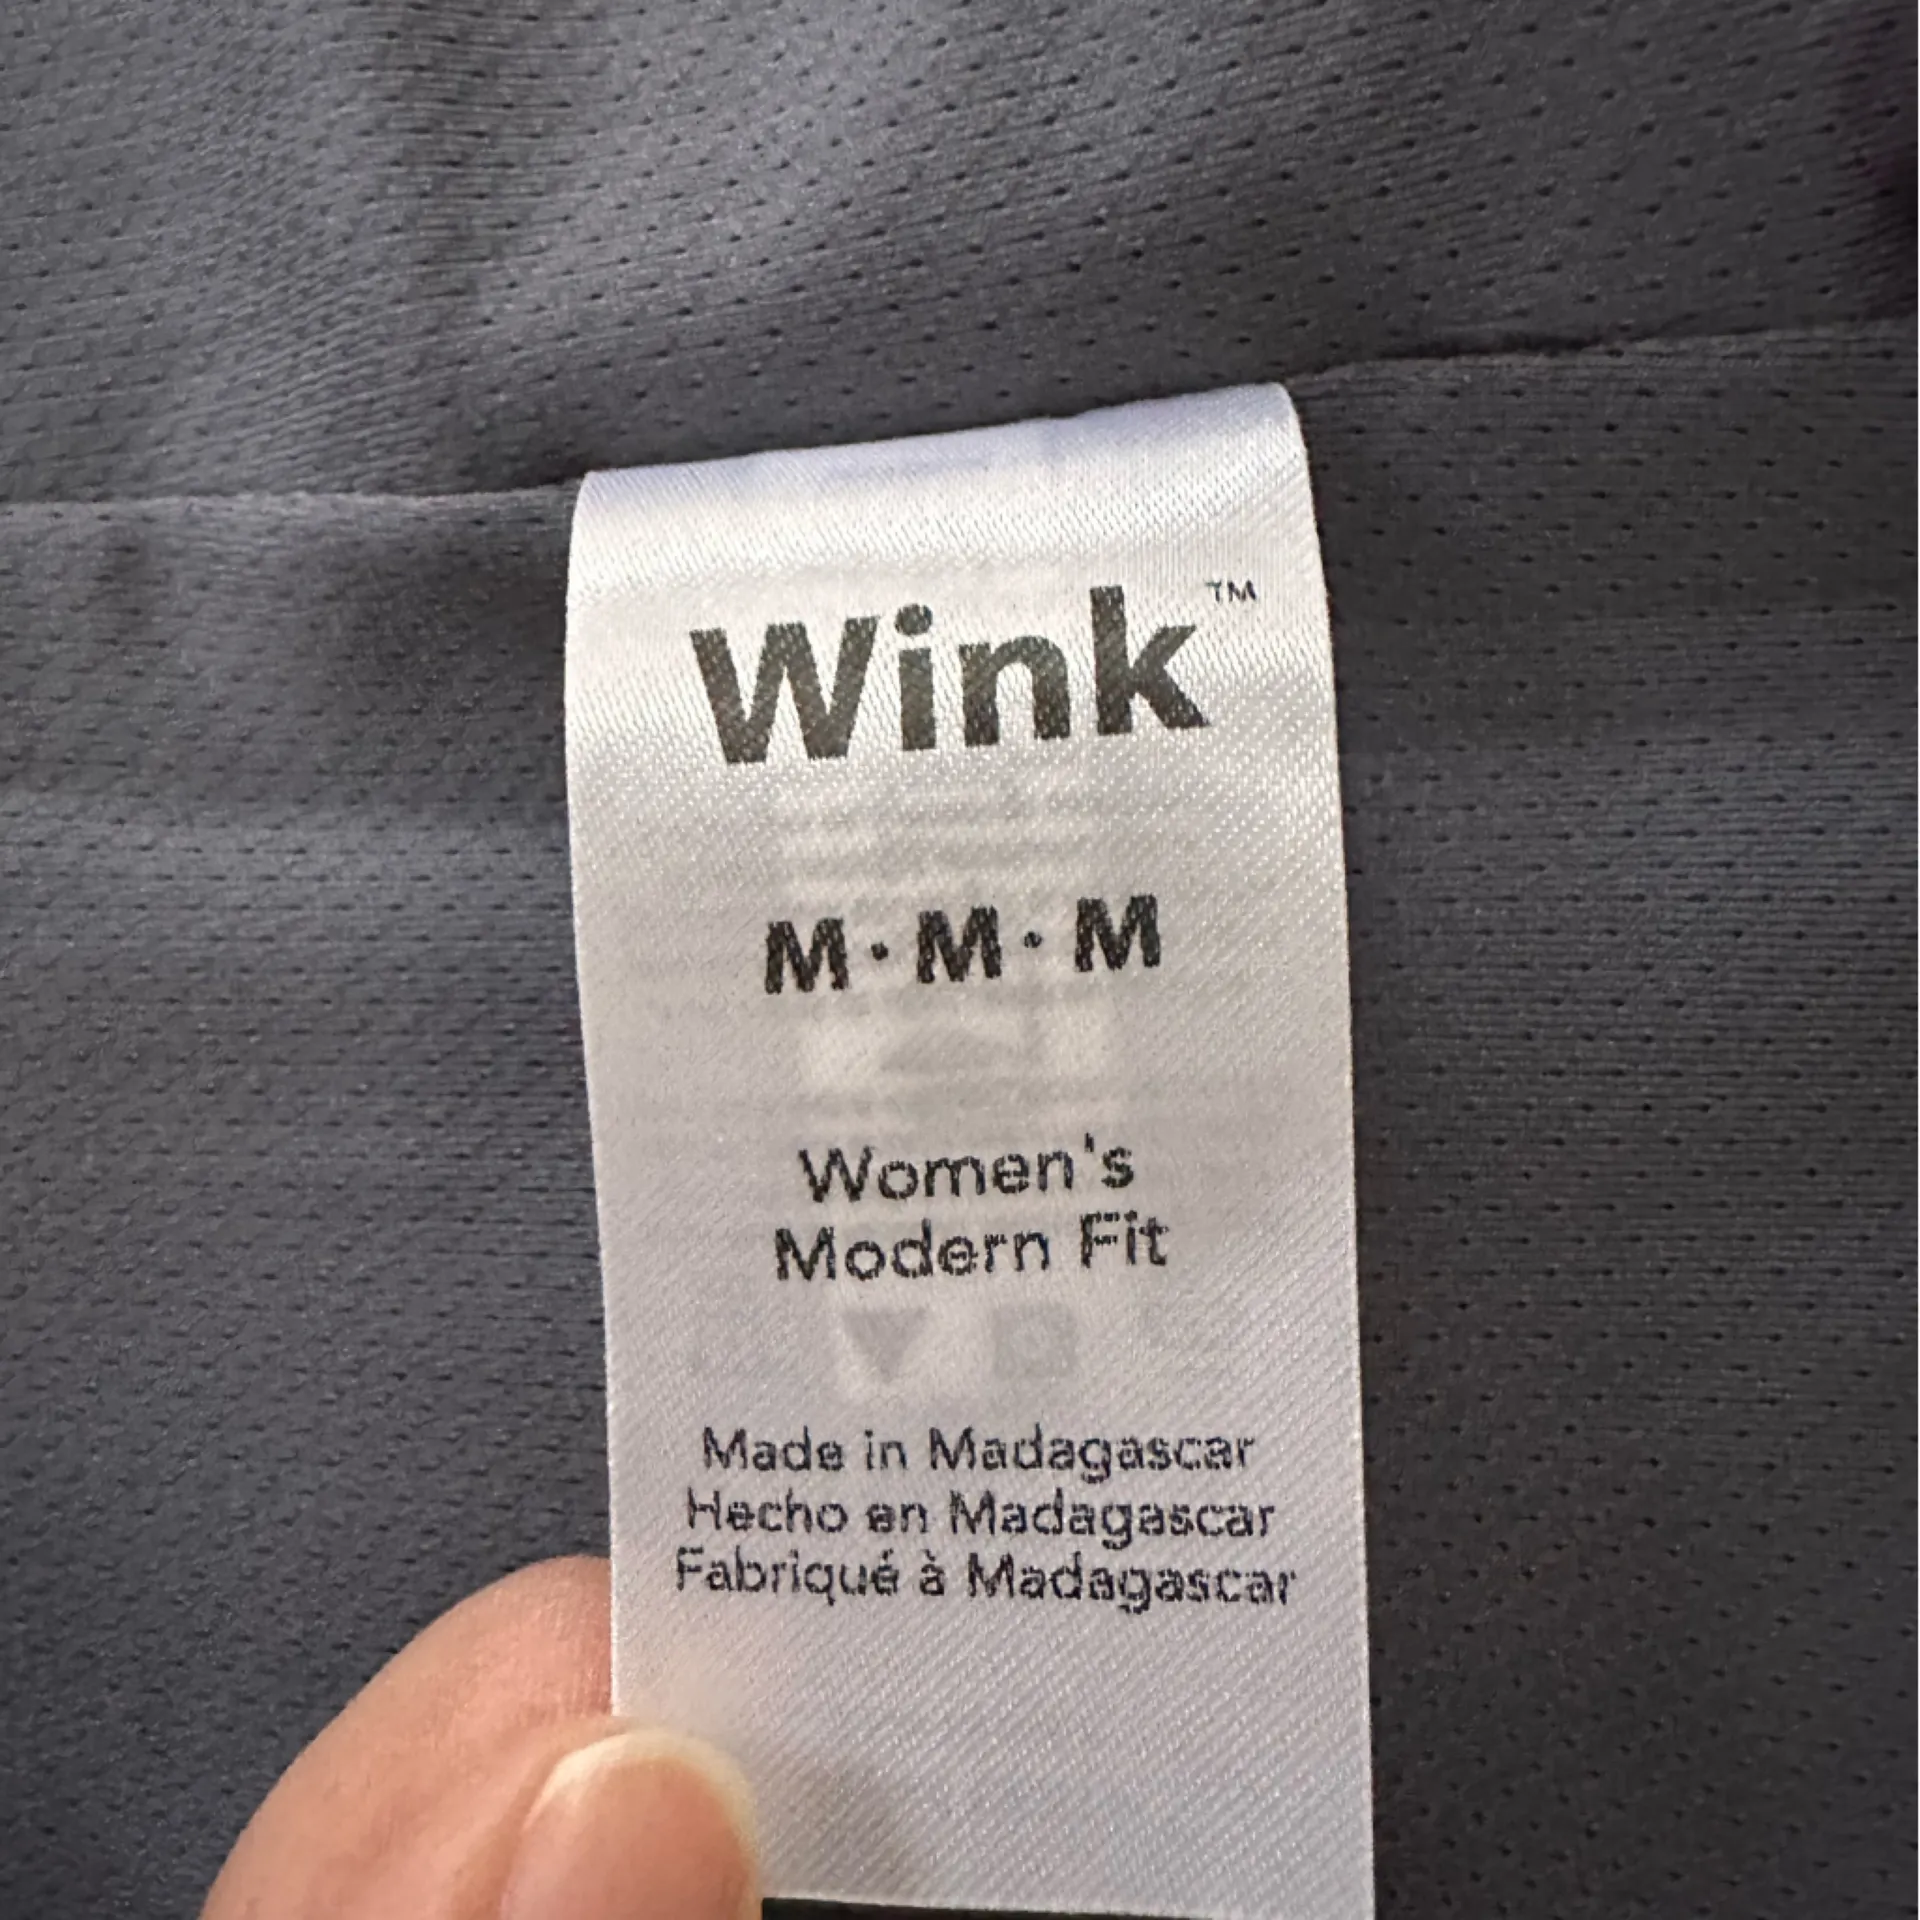 Wink™
M·M·M
Women's
Modern Fit
Made in Madagascar
Hecho en Madagascar
Fabriqué à Madagascar